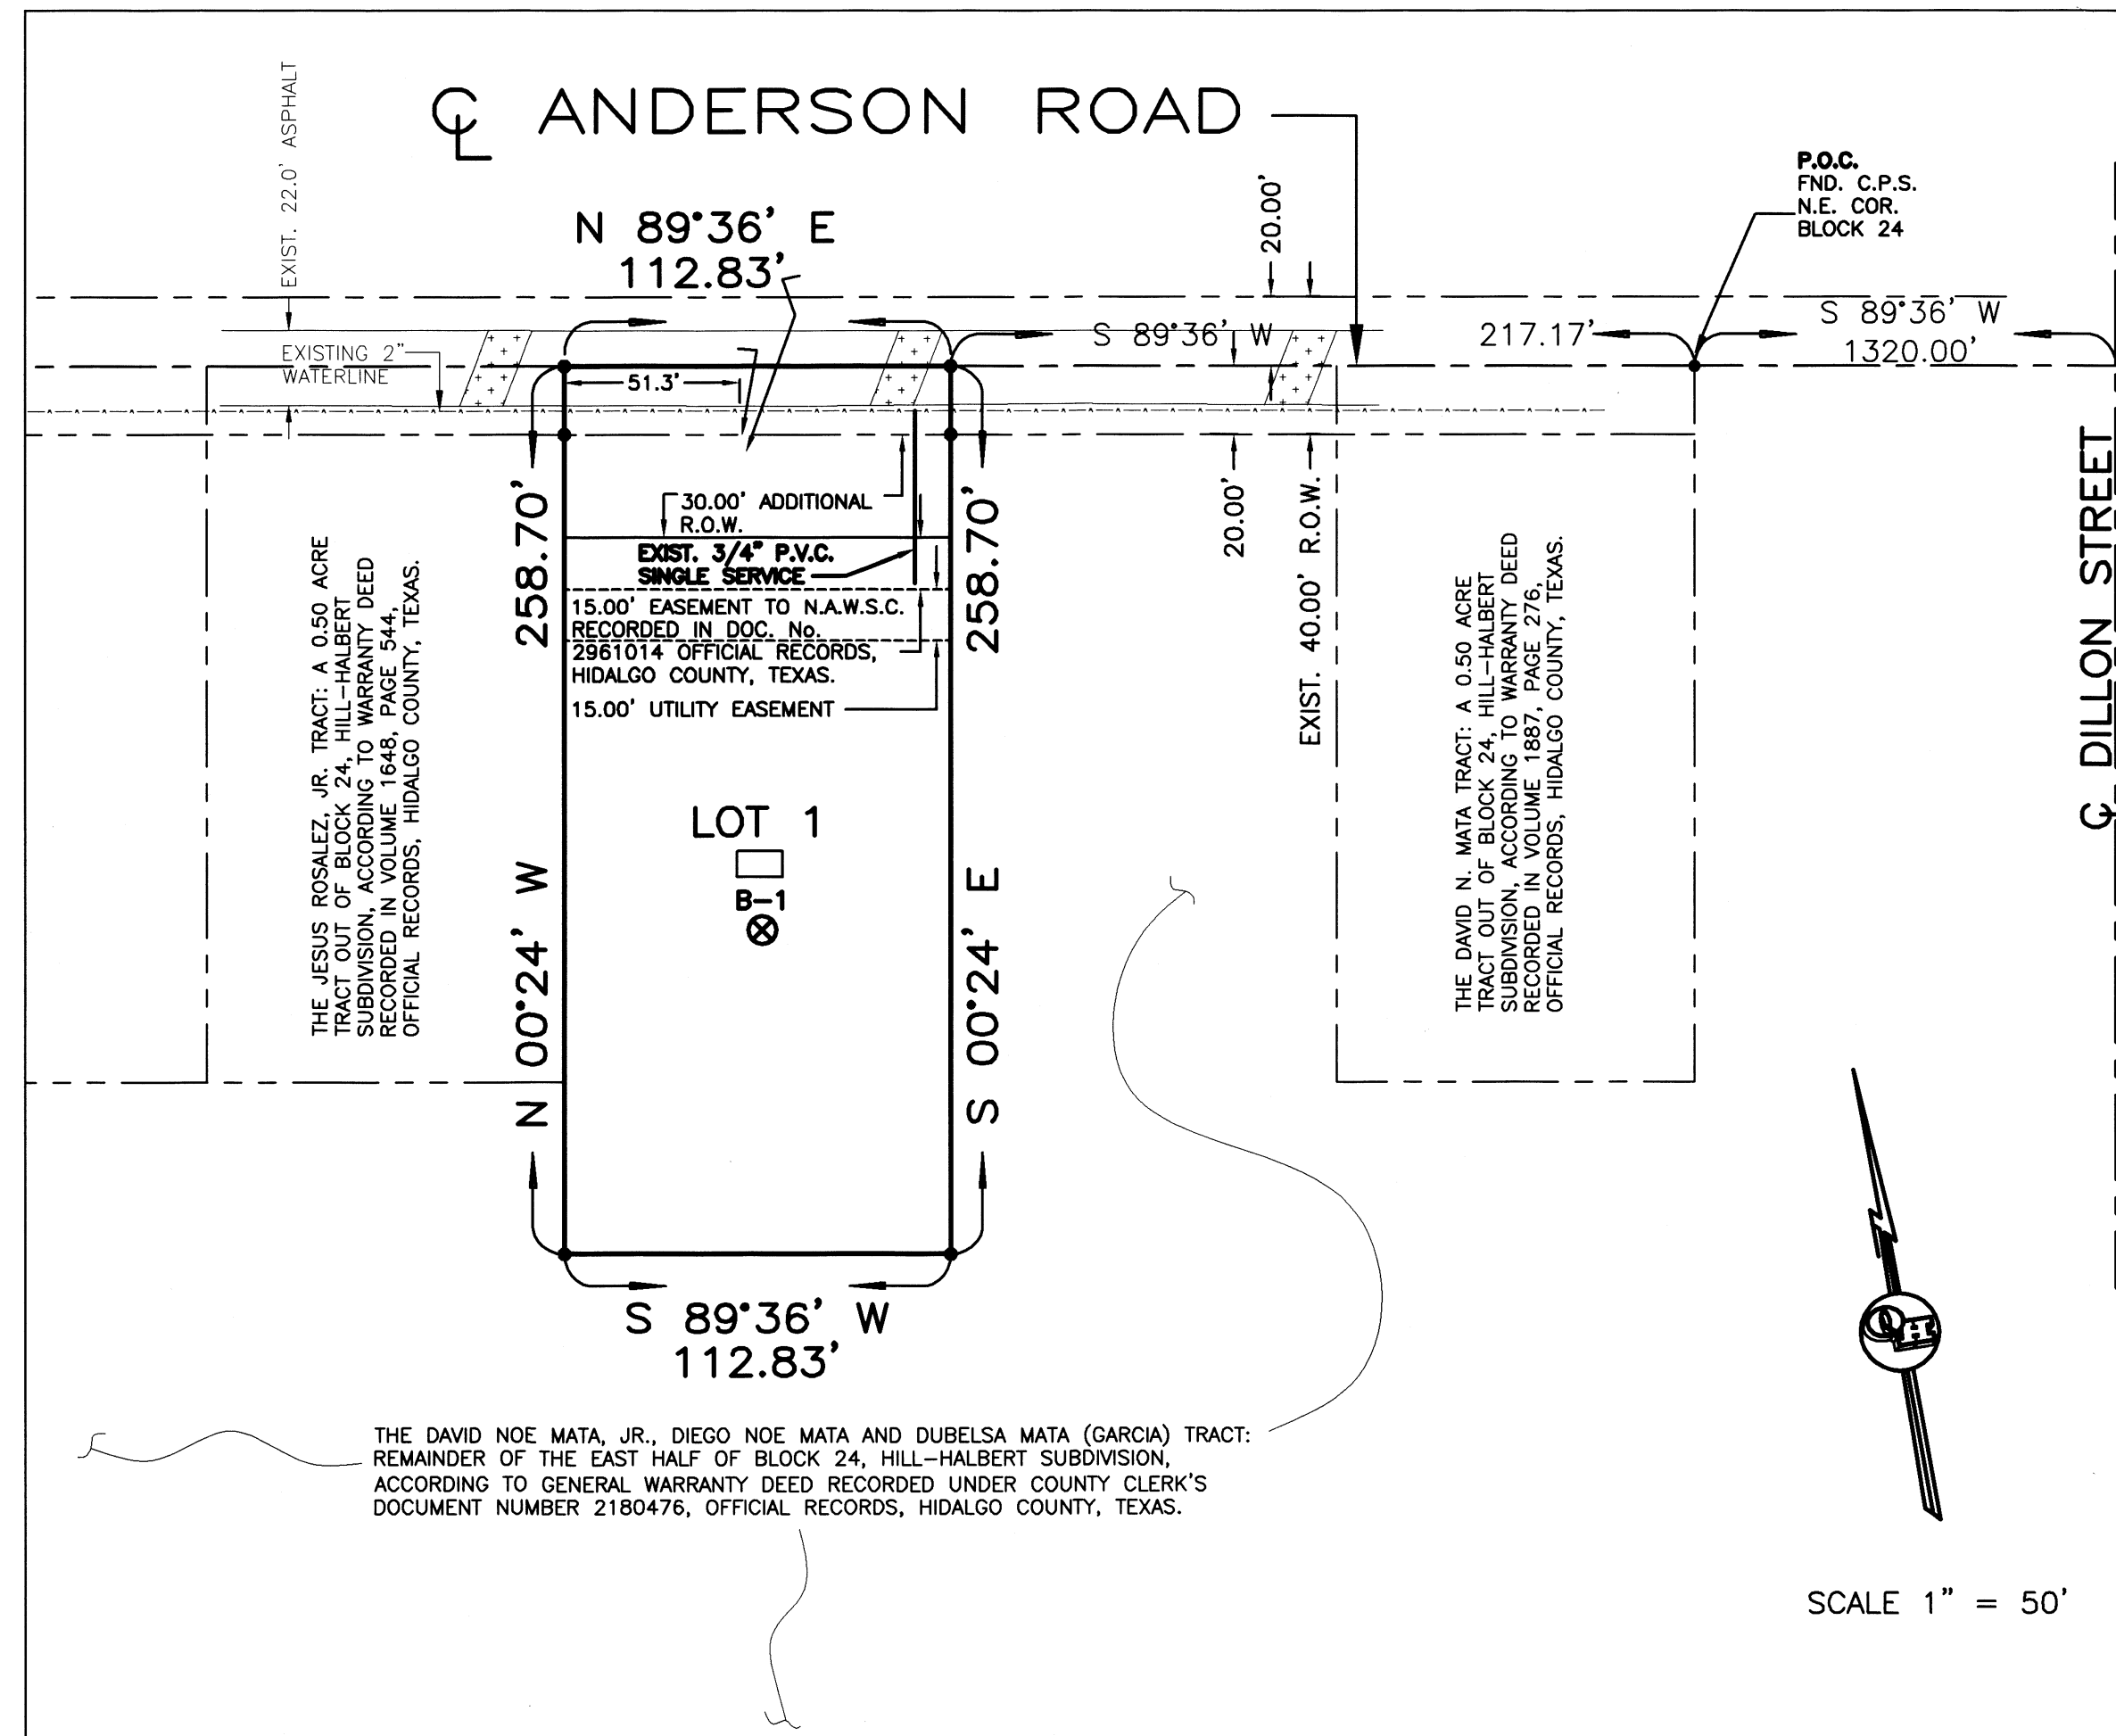 ℄ ANDERSON ROAD
EXIST. 22.0' ASPHALT
N 89°36' E
112.83'
20.00'
P.O.C.
FND. C.P.S.
N.E. COR.
BLOCK 24
S 89°36' W
217.17'
S 89°36' W
1320.00'
EXISTING 2"
WATERLINE
51.3'
30.00' ADDITIONAL
R.O.W.
EXIST. 3/4" P.V.C.
SINGLE SERVICE
15.00' EASEMENT TO N.A.W.S.C.
RECORDED IN DOC. No.
2961014 OFFICIAL RECORDS,
HIDALGO COUNTY, TEXAS.
15.00' UTILITY EASEMENT
N 00°24' W 258.70'
S 00°24' E 258.70'
20.00'
EXIST. 40.00' R.O.W.
THE JESUS ROSALEZ, JR. TRACT: A 0.50 ACRE
TRACT OUT OF BLOCK 24, HILL-HALBERT
SUBDIVISION, ACCORDING TO WARRANTY DEED
RECORDED IN VOLUME 1648, PAGE 544,
OFFICIAL RECORDS, HIDALGO COUNTY, TEXAS.
LOT 1
B-1
THE DAVID N. MATA TRACT: A 0.50 ACRE
TRACT OUT OF BLOCK 24, HILL-HALBERT
SUBDIVISION, ACCORDING TO WARRANTY DEED
RECORDED IN VOLUME 1887, PAGE 276,
OFFICIAL RECORDS, HIDALGO COUNTY, TEXAS.
℄ DILLON STREET
S 89°36' W
112.83'
QH
THE DAVID NOE MATA, JR., DIEGO NOE MATA AND DUBELSA MATA (GARCIA) TRACT:
REMAINDER OF THE EAST HALF OF BLOCK 24, HILL-HALBERT SUBDIVISION,
ACCORDING TO GENERAL WARRANTY DEED RECORDED UNDER COUNTY CLERK'S
DOCUMENT NUMBER 2180476, OFFICIAL RECORDS, HIDALGO COUNTY, TEXAS.
SCALE 1" = 50'